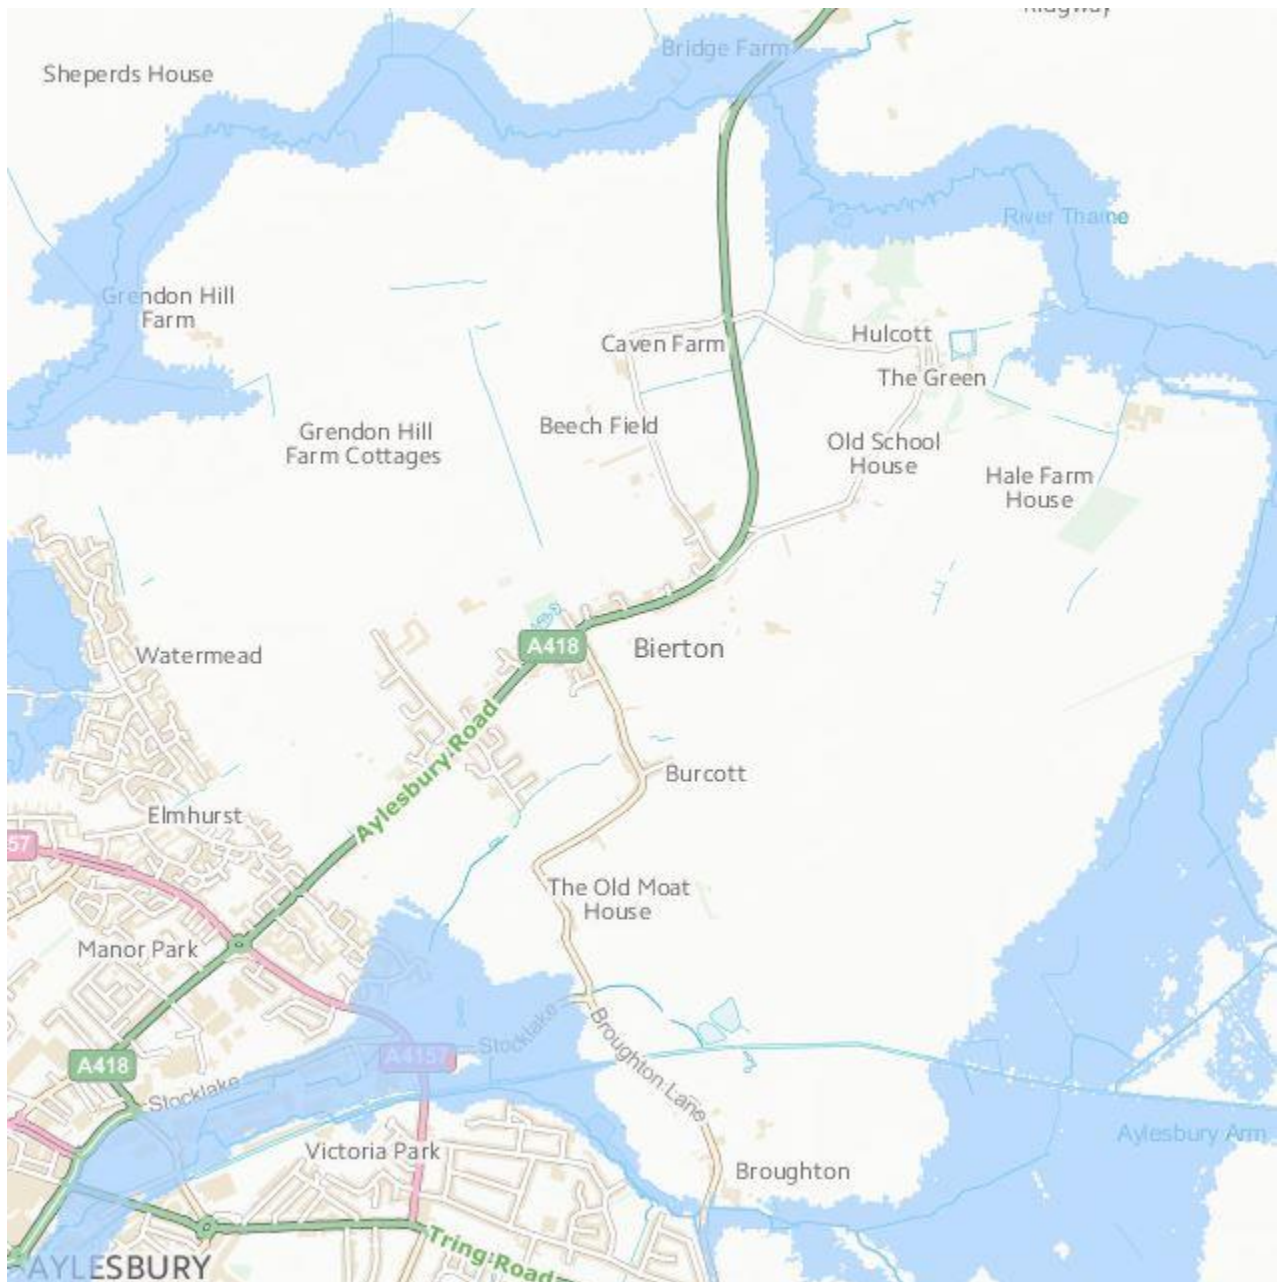 Ridgway
Bridge Farm
Sheperds House
River Thame
Grendon Hill
Farm
Hulcott
Caven Farm
The Green
Beech Field
Grendon Hill
Farm Cottages
Old School
House
Hale Farm
House
A418
Bierton
Watermead
Aylesbury Road
Burcott
Elmhurst
57
The Old Moat
House
Manor Park
Stocklake
Broughton Lane
A4157
A418
Stocklake
Aylesbury Arm
Victoria Park
Broughton
Tring Road
AYLESBURY